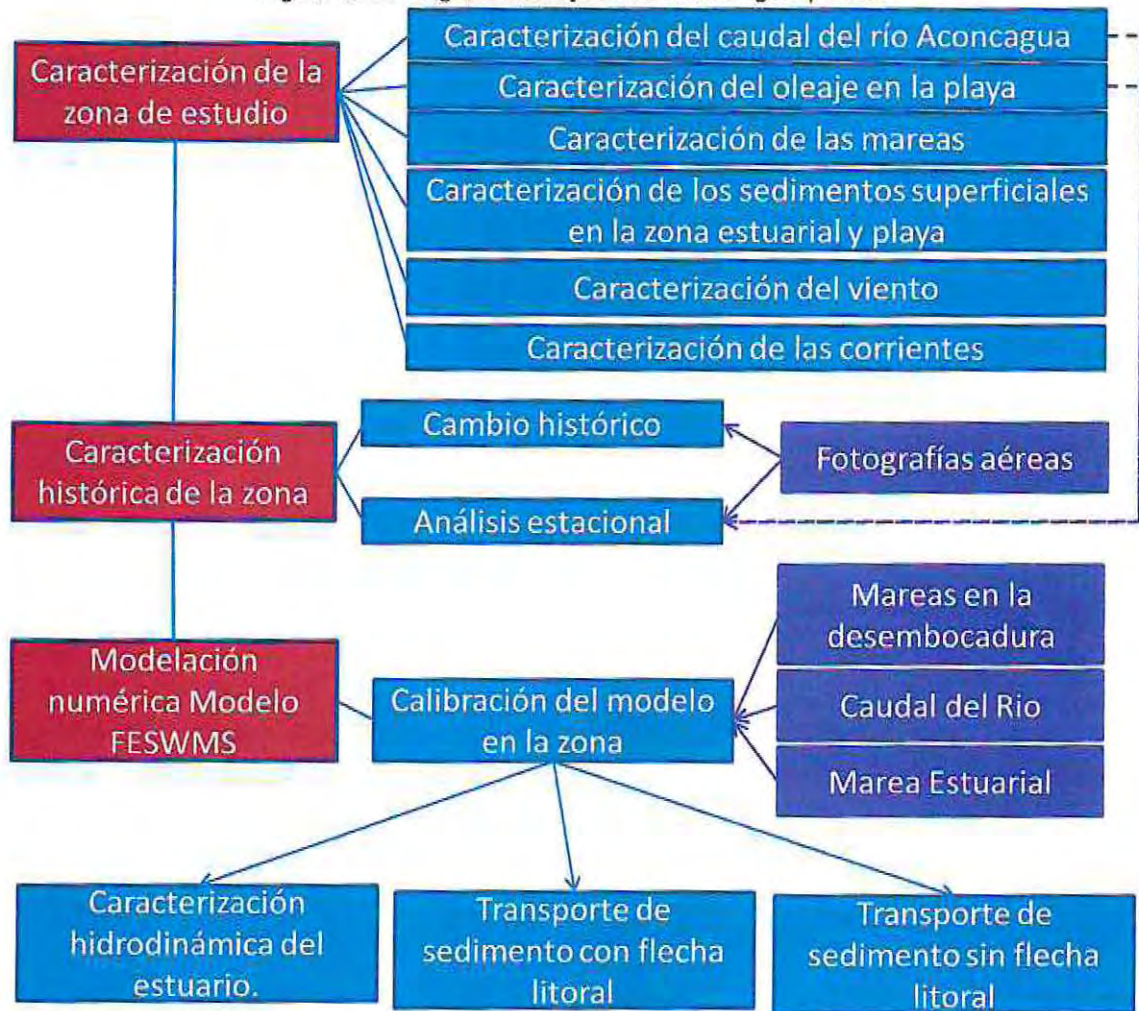 Caracterización de la
zona de estudio
Caracterización del caudal del río Aconcagua
Caracterización del oleaje en la playa
Caracterización de las mareas
Caracterización de los sedimentos superficiales
en la zona estuarial y playa
Caracterización del viento
Caracterización de las corrientes
Caracterización
histórica de la zona
Cambio histórico
Análisis estacional
Fotografías aéreas
Modelación
numérica Modelo
FESWMS
Calibración del modelo
en la zona
Mareas en la
desembocadura
Caudal del Rio
Marea Estuarial
Caracterización
hidrodinámica del
estuario.
Transporte de
sedimento con flecha
litoral
Transporte de
sedimento sin flecha
litoral